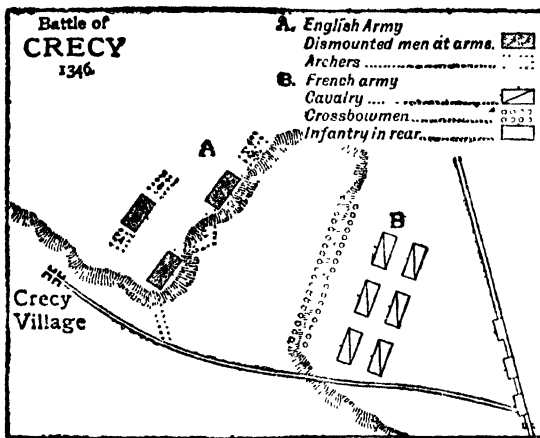 Battle of
CRECY
1346.
A. English Army
Dismounted men at arms.
Archers
B. French army
Cavalry
Crossbowmen
Infantry in rear
A
B
Crecy
Village